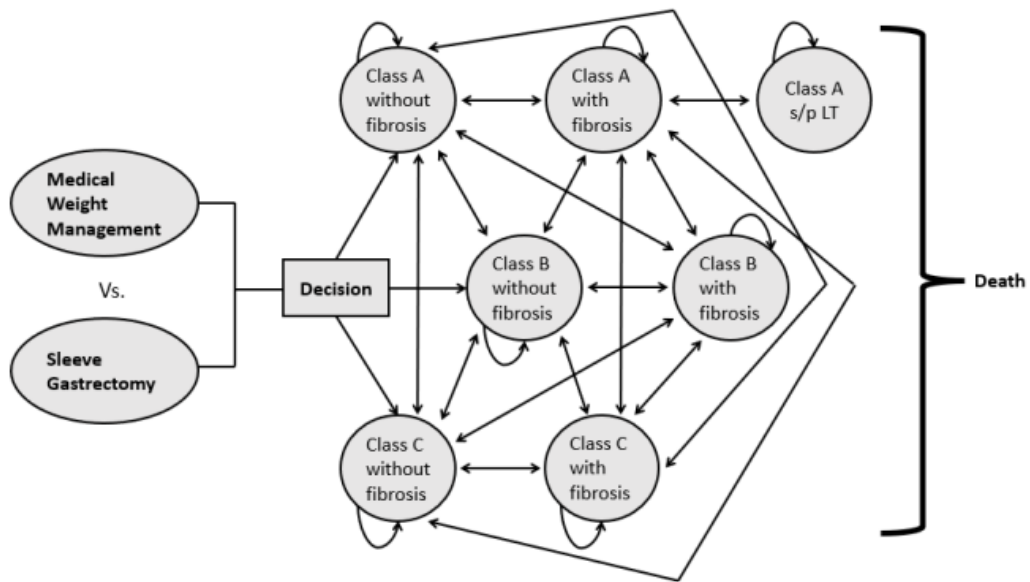 Class A
without
fibrosis
Class A
with
fibrosis
Class A
s/p LT
Medical
Weight
Management
Vs.
Sleeve
Gastrectomy
Decision
Class B
without
fibrosis
Class B
with
fibrosis
Death
Class C
without
fibrosis
Class C
with
fibrosis